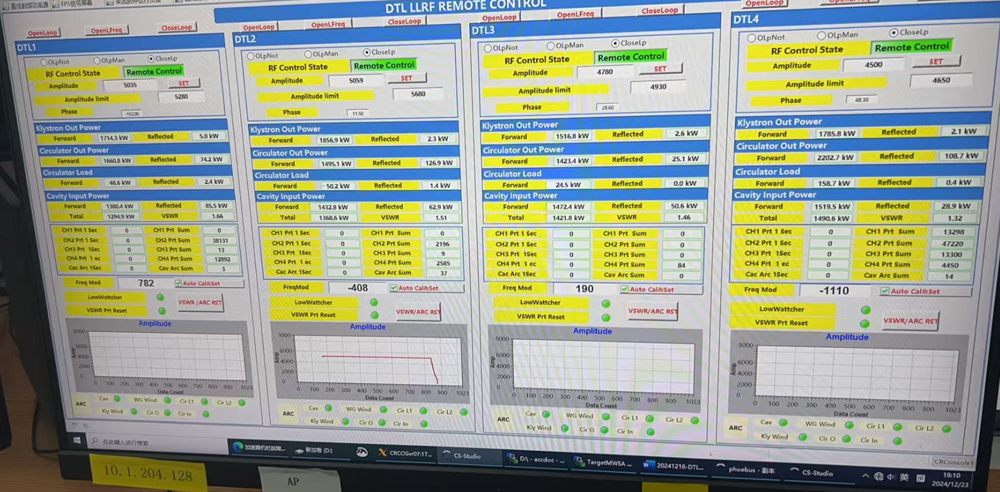 直线射频功率源
FPS信号屏蔽
DTL LLRF REMOTE CONTROL
OpenLoop
OpenLFreq
CloseLoop
DTL1
OLpNot
OLpMan
CloseLp
RF Control State
Remote Control
Amplitude
5035
SET
Amplitude limit
5280
Phase
-152.00
Klystron Out Power
Forward
1714.3 kW
Reflected
5.0 kW
Circulator Out Power
Forward
1660.8 kW
Reflected
74.2 kW
Circulator Load
Forward
48.6 kW
Reflected
2.4 kW
Cavity Input Power
Forward
1380.4 kW
Reflected
85.5 kW
Total
1294.9 kW
VSWR
1.66
CH1 Prt 1 Sec
0
CH1 Prt Sum
0
CH2 Prt 1 Sec
0
CH2 Prt Sum
38131
CH3 Prt 1Sec
0
CH3 Prt Sum
13
CH4 Prt 1 ec
0
CH4 Prt Sum
12892
Cac Arc 1Sec
0
Cav Arc Sum
3
Freq Mod
782
Auto Cal&Set
LowWattcher
VSWR Prt Reset
VSWR /ARC RST
Amplitude
9000
6000
4000
2000
0
Amp
0 100 200 300 400 500 600 700 800 900 1023
Data Count
ARC
Cav
WG Wind
Cir L1
Cir L2
Kly Wind
Cir O
Cir In
OpenLoop
OpenLFreq
CloseLoop
DTL2
OLpNot
OLpMan
CloseLp
RF Control State
Remote Control
Amplitude
5059
SET
Amplitude limit
5680
Phase
11.50
Klystron Out Power
Forward
1856.9 kW
Reflected
2.3 kW
Circulator Out Power
Forward
1495.1 kW
Reflected
126.9 kW
Circulator Load
Forward
50.2 kW
Reflected
1.4 kW
Cavity Input Power
Forward
1432.8 kW
Reflected
62.9 kW
Total
1368.6 kW
VSWR
1.51
CH1 Prt 1 Sec
0
CH1 Prt Sum
0
CH2 Prt 1 Sec
0
CH2 Prt Sum
2196
CH3 Prt 1Sec
0
CH3 Prt Sum
9
CH4 Prt 1 ec
0
CH4 Prt Sum
2585
Cac Arc 1Sec
0
Cav Arc Sum
37
FreqMod
-408
Auto Cal&Set
LowWattcher
VSWR Prt Reset
VSWR/ARC RST
Amplitude
9000
6000
4000
2000
0
Amp
0 100 200 300 400 500 600 700 800 900 1023
Data Count
ARC
Cav
WG Wind
Cir L1
Cir L2
Kly Wind
Cir O
Cir In
OpenLoop
OpenLFreq
CloseLoop
DTL3
OLpNot
OLpMan
CloseLp
RF Control State
Remote Control
Amplitude
4780
SET
Amplitude limit
4930
Phase
28.60
Klystron Out Power
Forward
1516.8 kW
Reflected
2.6 kW
Circulator Out Power
Forward
1423.4 kW
Reflected
25.1 kW
Circulator Load
Forward
24.5 kW
Reflected
0.0 kW
Cavity Input Power
Forward
1472.4 kW
Reflected
50.6 kW
Total
1421.8 kW
VSWR
1.46
CH1 Prt 1 Sec
0
CH1 Prt Sum
0
CH2 Prt 1 Sec
0
CH2 Prt Sum
0
CH3 Prt 1Sec
0
CH3 Prt Sum
0
CH4 Prt 1 ec
0
CH4 Prt Sum
84
Cac Arc 1Sec
0
Cav Arc Sum
0
Freq Mod
190
Auto Cal&Set
LowWattcher
VSWR Prt Reset
VSWR/ARC RST
Amplitude
9000
6000
4000
2000
0
Amp
0 100 200 300 400 500 600 700 800 900 1023
Data Count
ARC
Cav
WG Wind
Cir L1
Cir L2
Kly Wind
Cir O
Cir In
OpenLoop
DTL4
OLpNot
OLpMan
CloseLp
RF Control State
Remote Control
Amplitude
4500
SET
Amplitude limit
4650
Phase
48.30
Klystron Out Power
Forward
1785.8 kW
Reflected
2.1 kW
Circulator Out Power
Forward
2202.7 kW
Reflected
108.7 kW
Circulator Load
Forward
158.7 kW
Reflected
0.4 kW
Cavity Input Power
Forward
1519.5 kW
Reflected
28.9 kW
Total
1490.6 kW
VSWR
1.32
CH1 Prt 1 Sec
0
CH1 Prt Sum
13298
CH2 Prt 1 Sec
0
CH2 Prt Sum
47220
CH3 Prt 1Sec
0
CH3 Prt Sum
13300
CH4 Prt 1 ec
0
CH4 Prt Sum
4450
Cac Arc 1Sec
0
Cav Arc Sum
14
Freq Mod
-1110
Auto Cal&Set
LowWattcher
VSWR Prt Reset
VSWR/ARC RST
Amplitude
9000
6000
4000
2000
0
Amp
0 100 200 300 400 500 600 700 800 900 1023
Data Count
ARC
Cav
WG Wind
Cir L1
Cir L2
Kly Wind
Cir O
Cir In
在此键入进行搜索
加速器机时故障...
新加卷 (D:)
CRCOSvr07:17...
CS-Studio
D:\ - accdoc - ...
TargetMWSA ...
20241216-DTL...
phoebus - 副本
CS-Studio
CRConsole1
中 英 拼
19:10
2024/12/23
10.1.204.128
AP